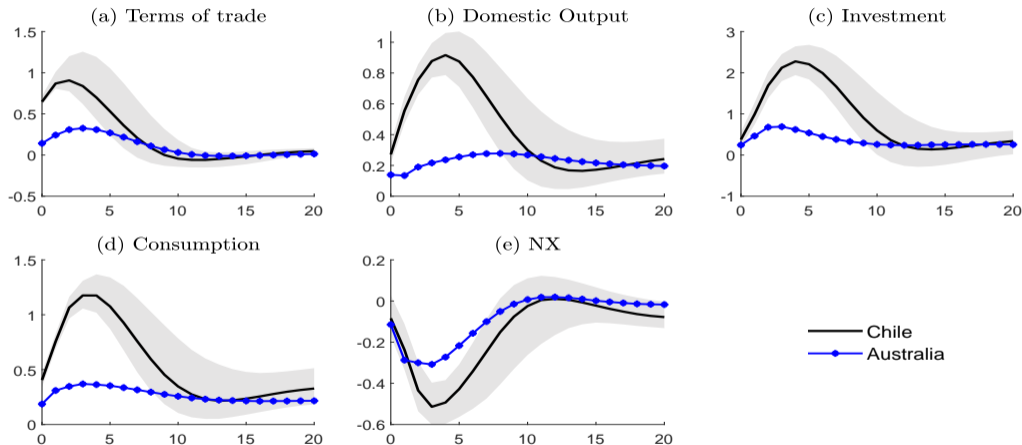 (a) Terms of trade
1.5
1
0.5
0
-0.5
0 5 10 15 20
(b) Domestic Output
1
0.8
0.6
0.4
0.2
0
0 5 10 15 20
(c) Investment
3
2
1
0
-1
0 5 10 15 20
(d) Consumption
1.5
1
0.5
0
0 5 10 15 20
(e) NX
0.2
0
-0.2
-0.4
-0.6
0 5 10 15 20
Chile
Australia